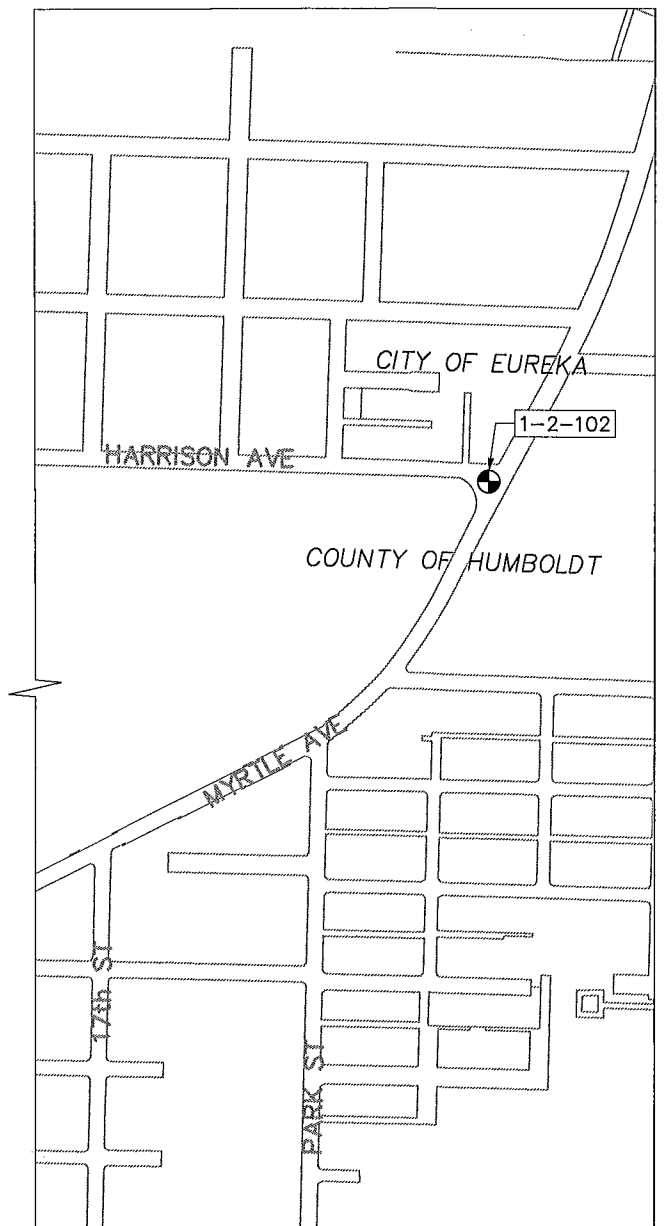 CITY OF EUREKA
1-2-102
HARRISON AVE
COUNTY OF HUMBOLDT
MYRTLE AVE
17th ST
PARK ST